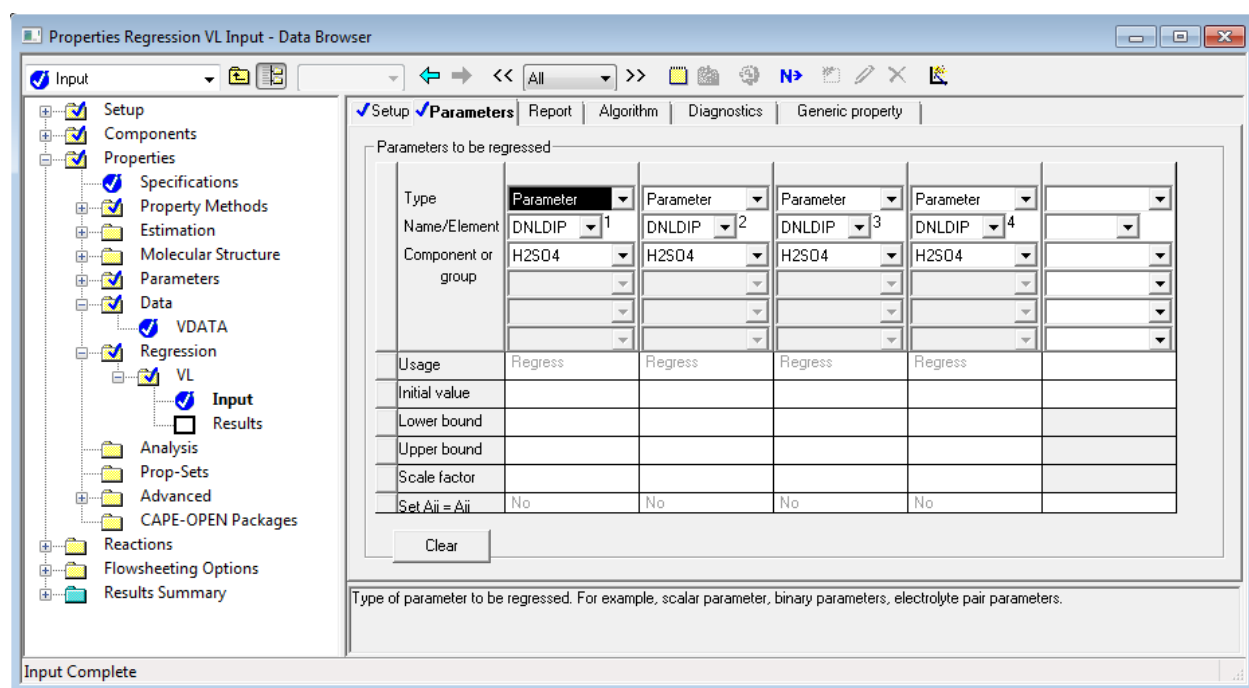 Properties Regression VL Input - Data Browser
Input
<< All >>
N
Setup
Components
Properties
Specifications
Property Methods
Estimation
Molecular Structure
Parameters
Data
VDATA
Regression
VL
Input
Results
Analysis
Prop-Sets
Advanced
CAPE-OPEN Packages
Reactions
Flowsheeting Options
Results Summary
Setup Parameters Report Algorithm Diagnostics Generic property
Parameters to be regressed
Type Parameter Parameter Parameter Parameter
Name/Element DNLDIP 1 DNLDIP 2 DNLDIP 3 DNLDIP 4
Component or H2SO4 H2SO4 H2SO4 H2SO4
group
Usage Regress Regress Regress Regress
Initial value
Lower bound
Upper bound
Scale factor
Set Aij = Aji No No No No
Clear
Type of parameter to be regressed. For example, scalar parameter, binary parameters, electrolyte pair parameters.
Input Complete